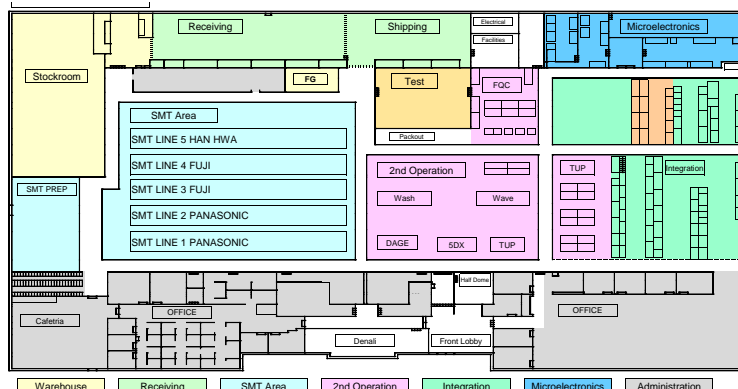 Receiving
Shipping
Electrical
Facilities
Microelectronics
Stockroom
FG
Test
FQC
SMT Area
SMT LINE 5 HAN HWA
Packout
SMT LINE 4 FUJI
2nd Operation
TUP
Integration
SMT PREP
SMT LINE 3 FUJI
Wash
Wave
SMT LINE 2 PANASONIC
SMT LINE 1 PANASONIC
DAGE
5DX
TUP
Half Dome
Cafetria
OFFICE
OFFICE
Denali
Front Lobby
Warehouse
Receiving
SMT Area
2nd Operation
Integration
Microelectronics
Administration